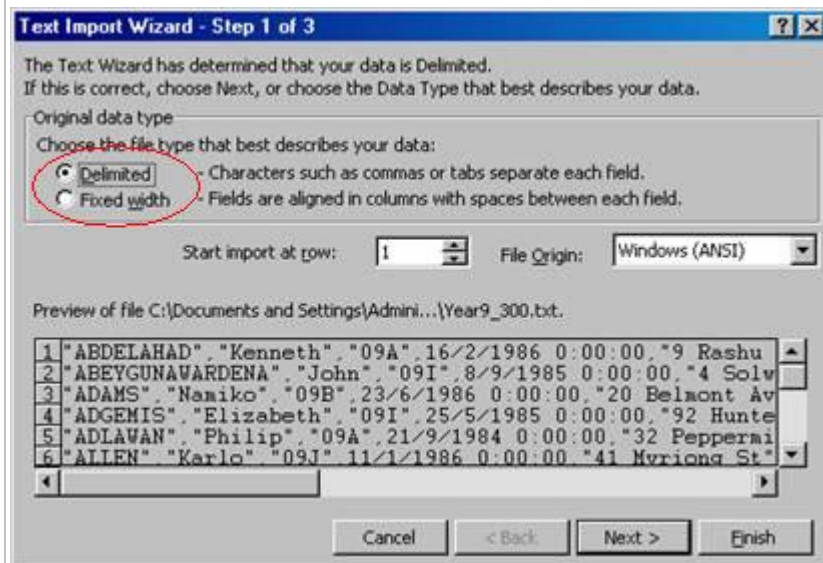 Text Import Wizard - Step 1 of 3
The Text Wizard has determined that your data is Delimited.
If this is correct, choose Next, or choose the Data Type that best describes your data.
Original data type
Choose the file type that best describes your data:
Delimited - Characters such as commas or tabs separate each field.
Fixed width - Fields are aligned in columns with spaces between each field.
Start import at row: 1 File Origin: Windows (ANSI)
Preview of file C:\Documents and Settings\Admini...\Year9_300.txt.
1 "ABDELAHAD","Kenneth","09A",16/2/1986 0:00:00,"9 Rashu
2 "ABEYGUNAWARDENA","John","09I",8/9/1985 0:00:00,"4 Solw
3 "ADAMS","Namiko","09B",23/6/1986 0:00:00,"20 Belmont Av
4 "ADGEMIS","Elizabeth","09I",25/5/1985 0:00:00,"92 Hunte
5 "ADLAWAN","Philip","09A",21/9/1984 0:00:00,"32 Peppermi
6 "ALLEN","Karlo","09J",11/1/1986 0:00:00,"41 Myriong St"
Cancel < Back Next > Finish